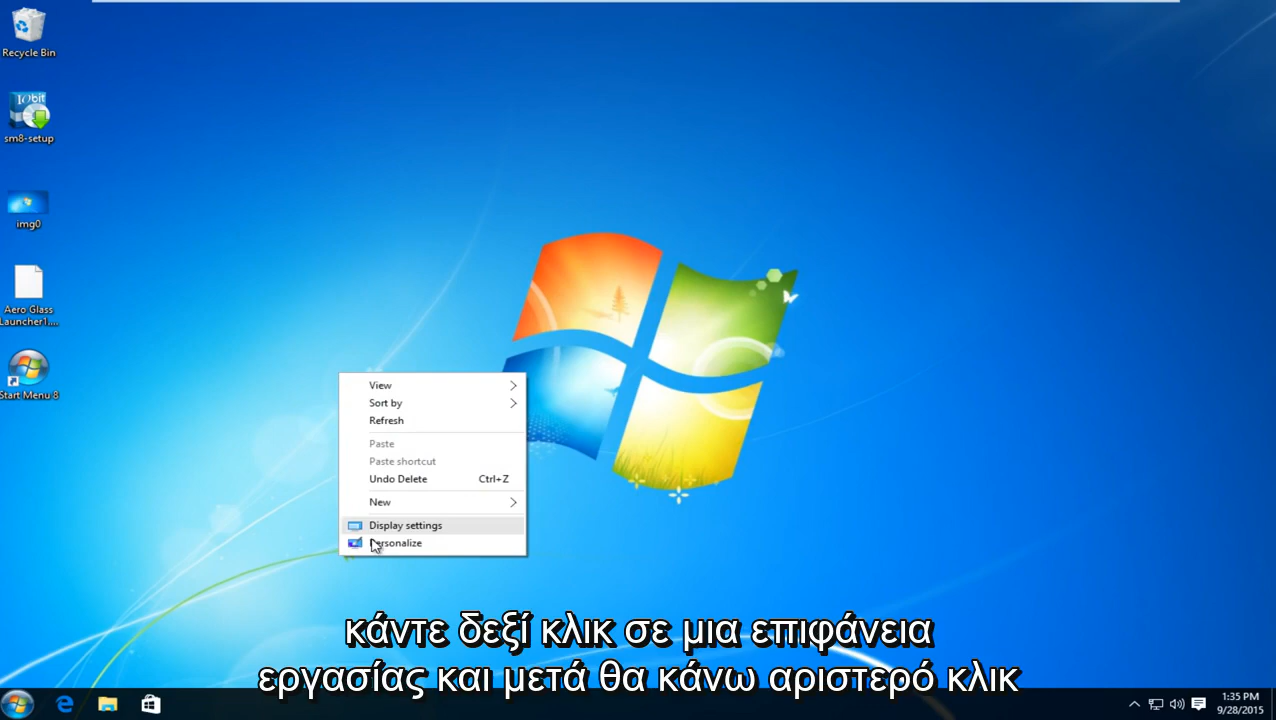 Recycle Bin
IObit
sm8-setup
img0
Aero Glass
Launcher1....
Start Menu 8
View
Sort by
Refresh
Paste
Paste shortcut
Undo Delete Ctrl+Z
New
Display settings
Personalize
κάντε δεξί κλικ σε μια επιφάνεια
εργασίας και μετά θα κάνω αριστερό κλικ
1:35 PM
9/28/2015